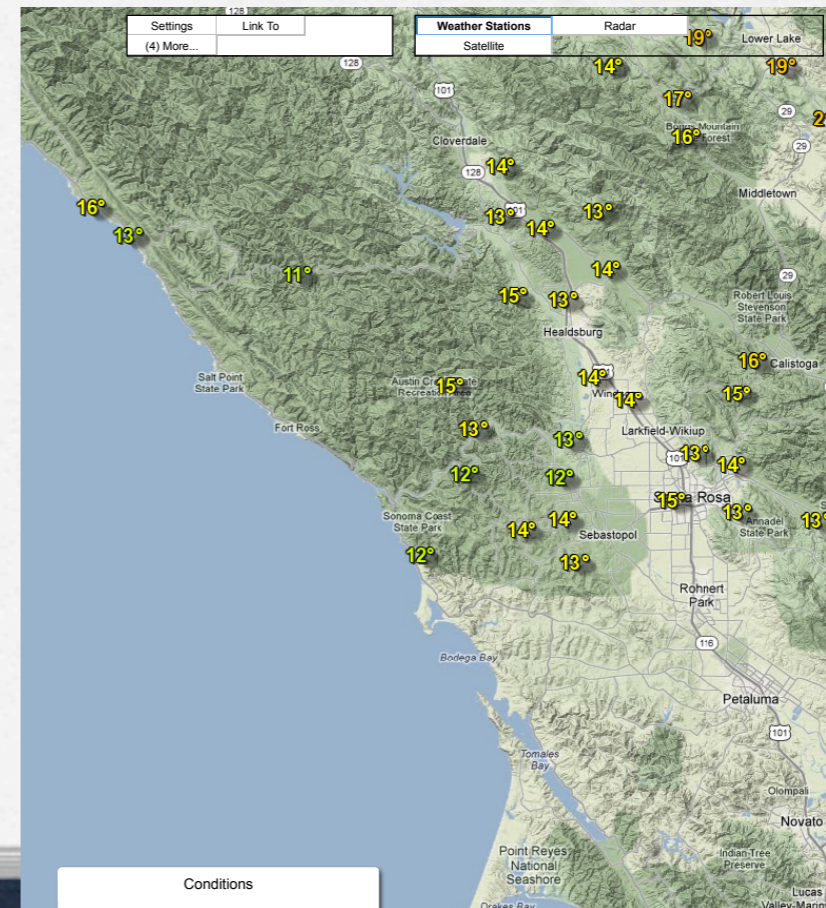 128
Settings
Link To
(4) More...
Weather Stations
Radar
Satellite
19°
Lower Lake
128
14°
19°
101
17°
29
Boggs Mountain
Forest
16°
Cloverdale
29
128
14°
Middletown
16°
13°
13°
13°
14°
29
11°
14°
15°
13°
Robert Louis
Stevenson
State Park
Healdsburg
16°
Calistoga
Salt Point
State Park
15°
14°
15°
14°
Fort Ross
13°
13°
Larkfield-Wikiup
101
13°
14°
12°
12°
15°
Rosa
Sonoma Coast
State Park
14°
14°
13°
Annadel
State Park
13°
Sebastopol
12°
13°
Rohnert
Park
116
Bodega Bay
Petaluma
101
Tomales
Bay
Olompali
Novato
Point Reyes
National
Seashore
Indian Tree
Preserve
Conditions
Lucas
Drakes Bay